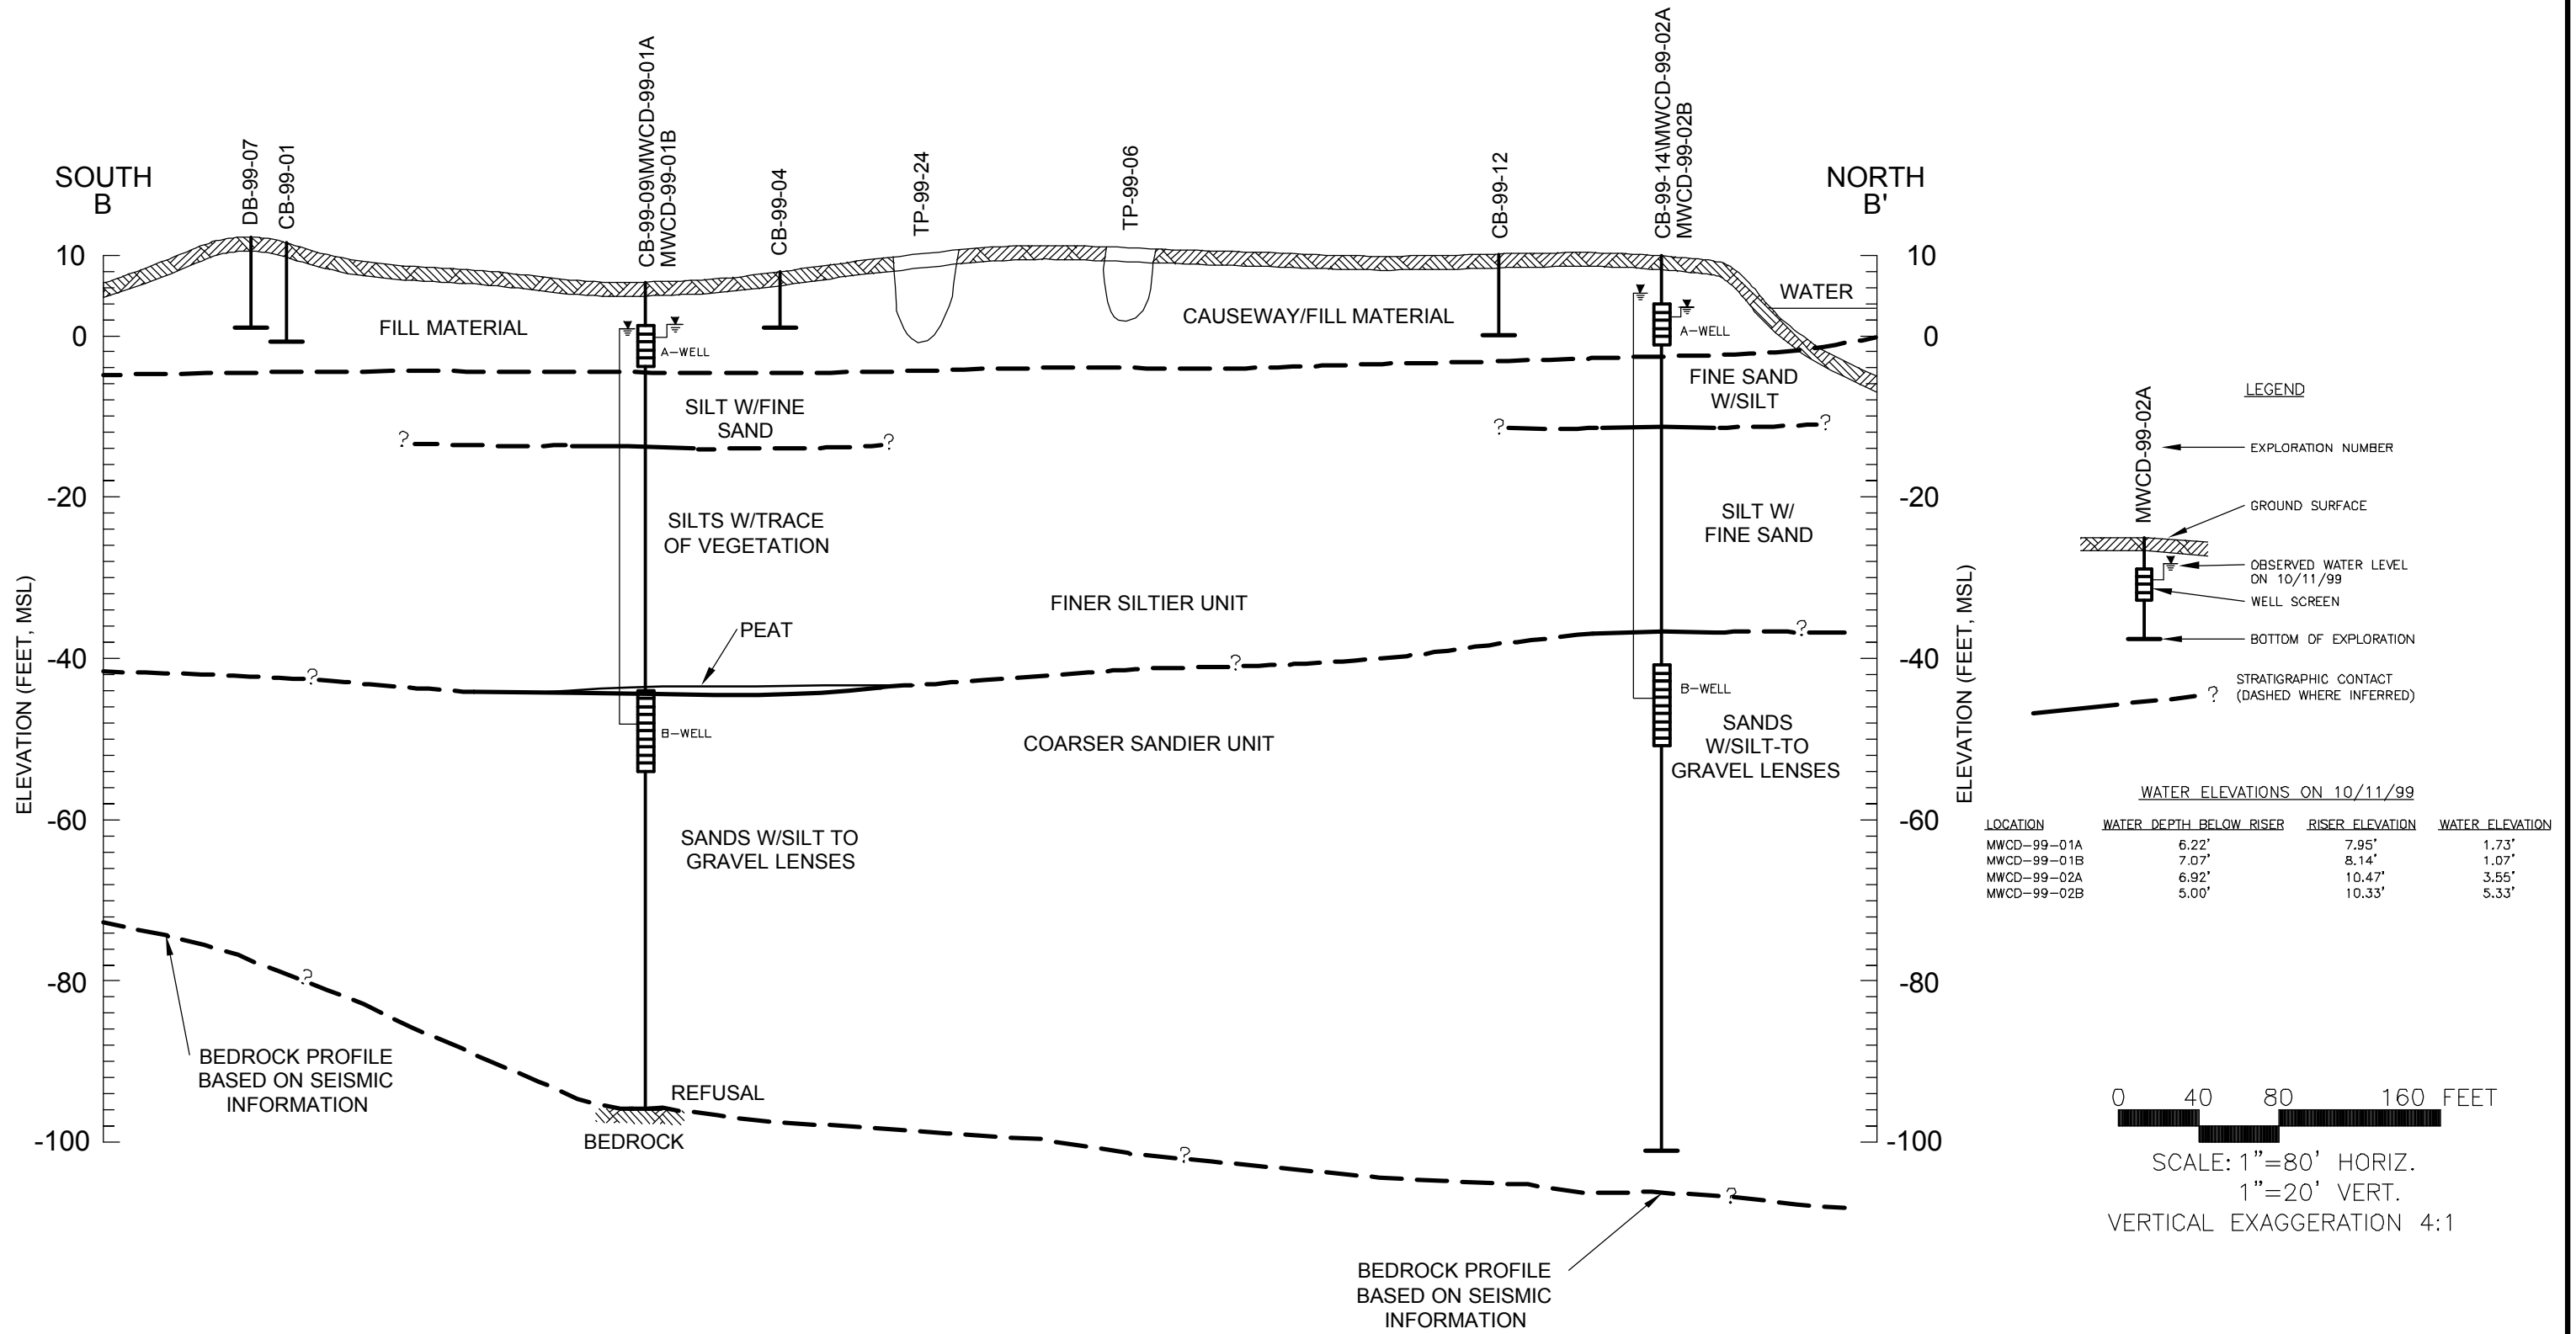 CB-99-09\MWCD-99-01A
MWCD-99-01B
CB-99-14\MWCD-99-02A
MWCD-99-02B
SOUTH
B
DB-99-07
CB-99-01
CB-99-04
TP-99-24
TP-99-06
CB-99-12
NORTH
B'
10
0
-20
-40
-60
-80
-100
ELEVATION (FEET, MSL)
10
0
-20
-40
-60
-80
-100
ELEVATION (FEET, MSL)
WATER
FILL MATERIAL
CAUSEWAY/FILL MATERIAL
A-WELL
A-WELL
SILT W/FINE
SAND
FINE SAND
W/SILT
?
?
?
?
SILTS W/TRACE
OF VEGETATION
SILT W/
FINE SAND
FINER SILTIER UNIT
PEAT
?
?
?
B-WELL
B-WELL
COARSER SANDIER UNIT
SANDS
W/SILT-TO
GRAVEL LENSES
SANDS W/SILT TO
GRAVEL LENSES
?
BEDROCK PROFILE
BASED ON SEISMIC
INFORMATION
REFUSAL
BEDROCK
?
?
BEDROCK PROFILE
BASED ON SEISMIC
INFORMATION
LEGEND
MWCD-99-02A
EXPLORATION NUMBER
GROUND SURFACE
OBSERVED WATER LEVEL
ON 10/11/99
WELL SCREEN
BOTTOM OF EXPLORATION
STRATIGRAPHIC CONTACT
? (DASHED WHERE INFERRED)
WATER ELEVATIONS ON 10/11/99
LOCATION WATER DEPTH BELOW RISER RISER ELEVATION WATER ELEVATION
MWCD-99-01A 6.22' 7.95' 1.73'
MWCD-99-01B 7.07' 8.14' 1.07'
MWCD-99-02A 6.92' 10.47' 3.55'
MWCD-99-02B 5.00' 10.33' 5.33'
0 40 80 160 FEET
SCALE: 1"=80' HORIZ.
1"=20' VERT.
VERTICAL EXAGGERATION 4:1